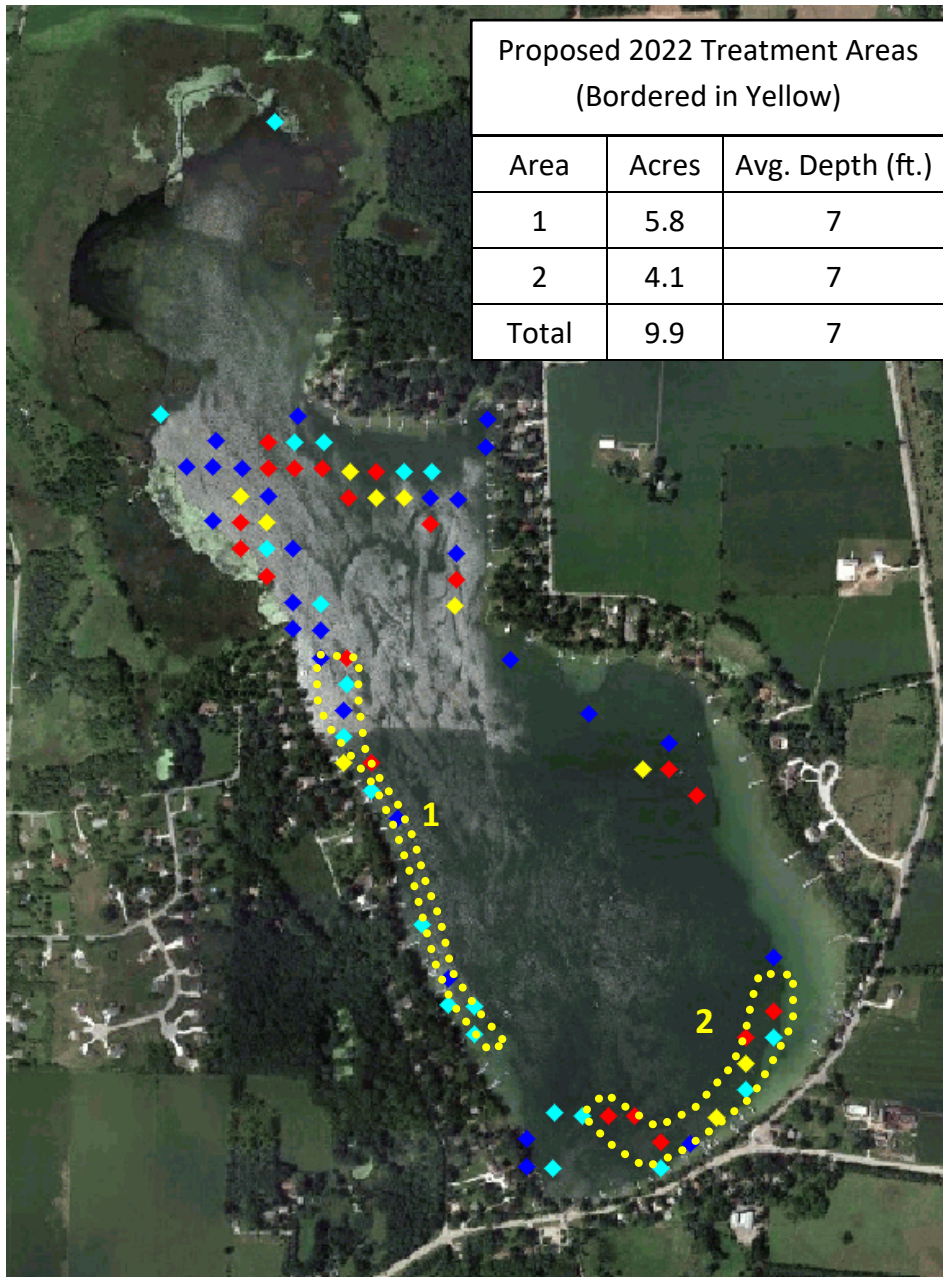 Proposed 2022 Treatment Areas
(Bordered in Yellow)
Area Acres Avg. Depth (ft.)
1 5.8 7
2 4.1 7
Total 9.9 7
1
2